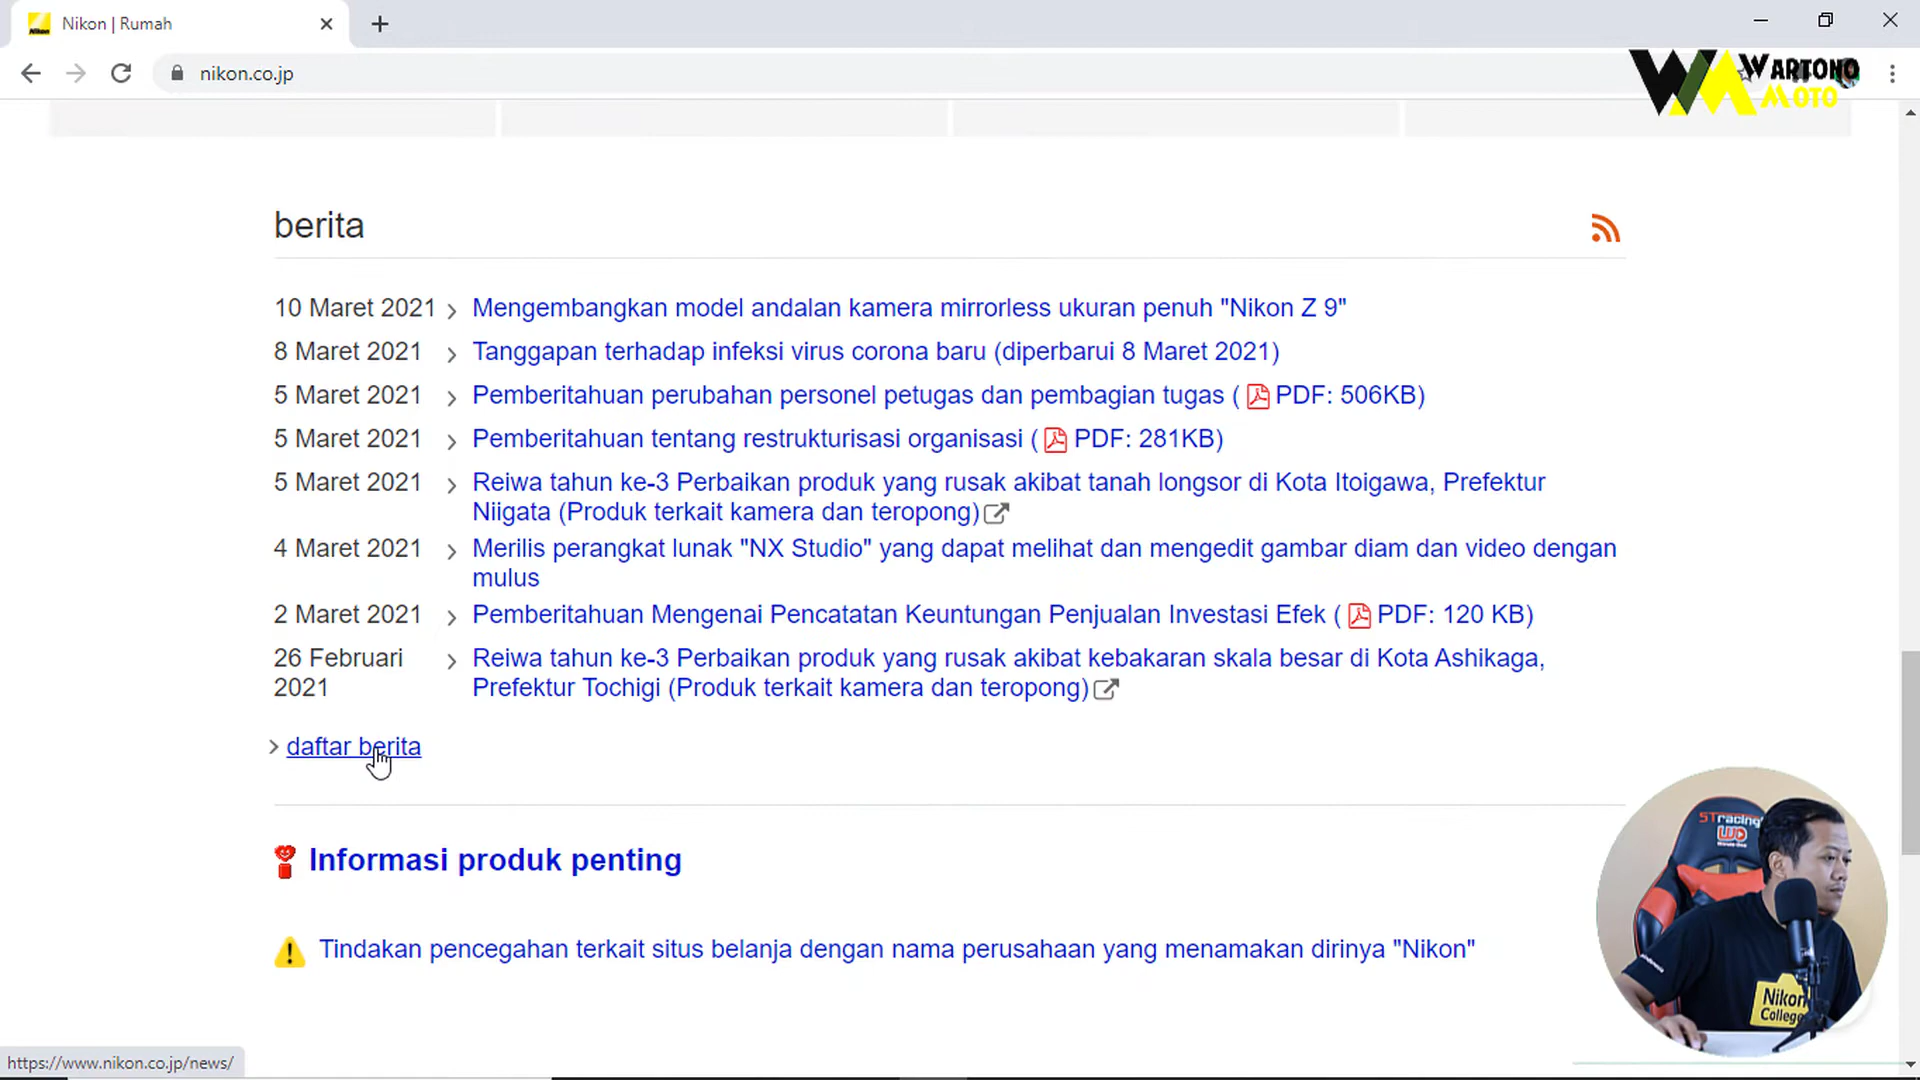 Nikon | Rumah
nikon.co.jp
WARTONO
MOTO
berita
10 Maret 2021 Mengembangkan model andalan kamera mirrorless ukuran penuh "Nikon Z 9"
8 Maret 2021 Tanggapan terhadap infeksi virus corona baru (diperbarui 8 Maret 2021)
5 Maret 2021 Pemberitahuan perubahan personel petugas dan pembagian tugas ( PDF: 506KB)
5 Maret 2021 Pemberitahuan tentang restrukturisasi organisasi ( PDF: 281KB)
5 Maret 2021 Reiwa tahun ke-3 Perbaikan produk yang rusak akibat tanah longsor di Kota Itoigawa, Prefektur
Niigata (Produk terkait kamera dan teropong)
4 Maret 2021 Merilis perangkat lunak "NX Studio" yang dapat melihat dan mengedit gambar diam dan video dengan
mulus
2 Maret 2021 Pemberitahuan Mengenai Pencatatan Keuntungan Penjualan Investasi Efek ( PDF: 120 KB)
26 Februari Reiwa tahun ke-3 Perbaikan produk yang rusak akibat kebakaran skala besar di Kota Ashikaga,
2021 Prefektur Tochigi (Produk terkait kamera dan teropong)
daftar berita
Informasi produk penting
Tindakan pencegahan terkait situs belanja dengan nama perusahaan yang menamakan dirinya "Nikon"
STracing
Nikon
College
https://www.nikon.co.jp/news/